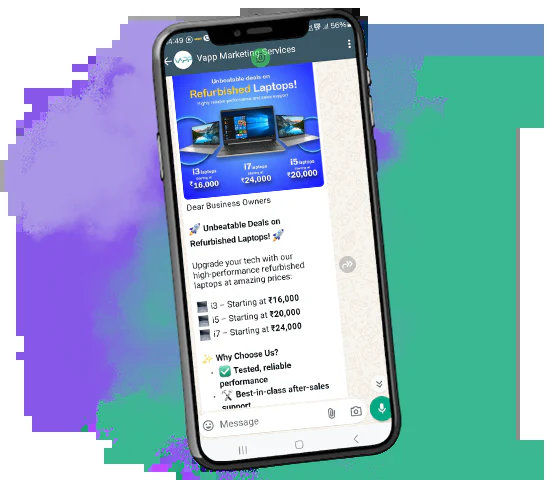 4:49
56%
VAPP
Vapp Marketing Services
Unbeatable deals on
Refurbished Laptops!
Highly reliable performance and sales support
i3 laptops
Starting at
₹16,000
i7 laptops
Starting at
₹24,000
i5 laptops
Starting at
₹20,000
Dear Business Owners
🚀 Unbeatable Deals on
Refurbished Laptops! 🚀
Upgrade your tech with our
high-performance refurbished
laptops at amazing prices:
💻 i3 – Starting at ₹16,000
💻 i5 – Starting at ₹20,000
💻 i7 – Starting at ₹24,000
✨ Why Choose Us?
• ✅ Tested, reliable
performance
• 🛠 Best-in-class after-sales
support
Message